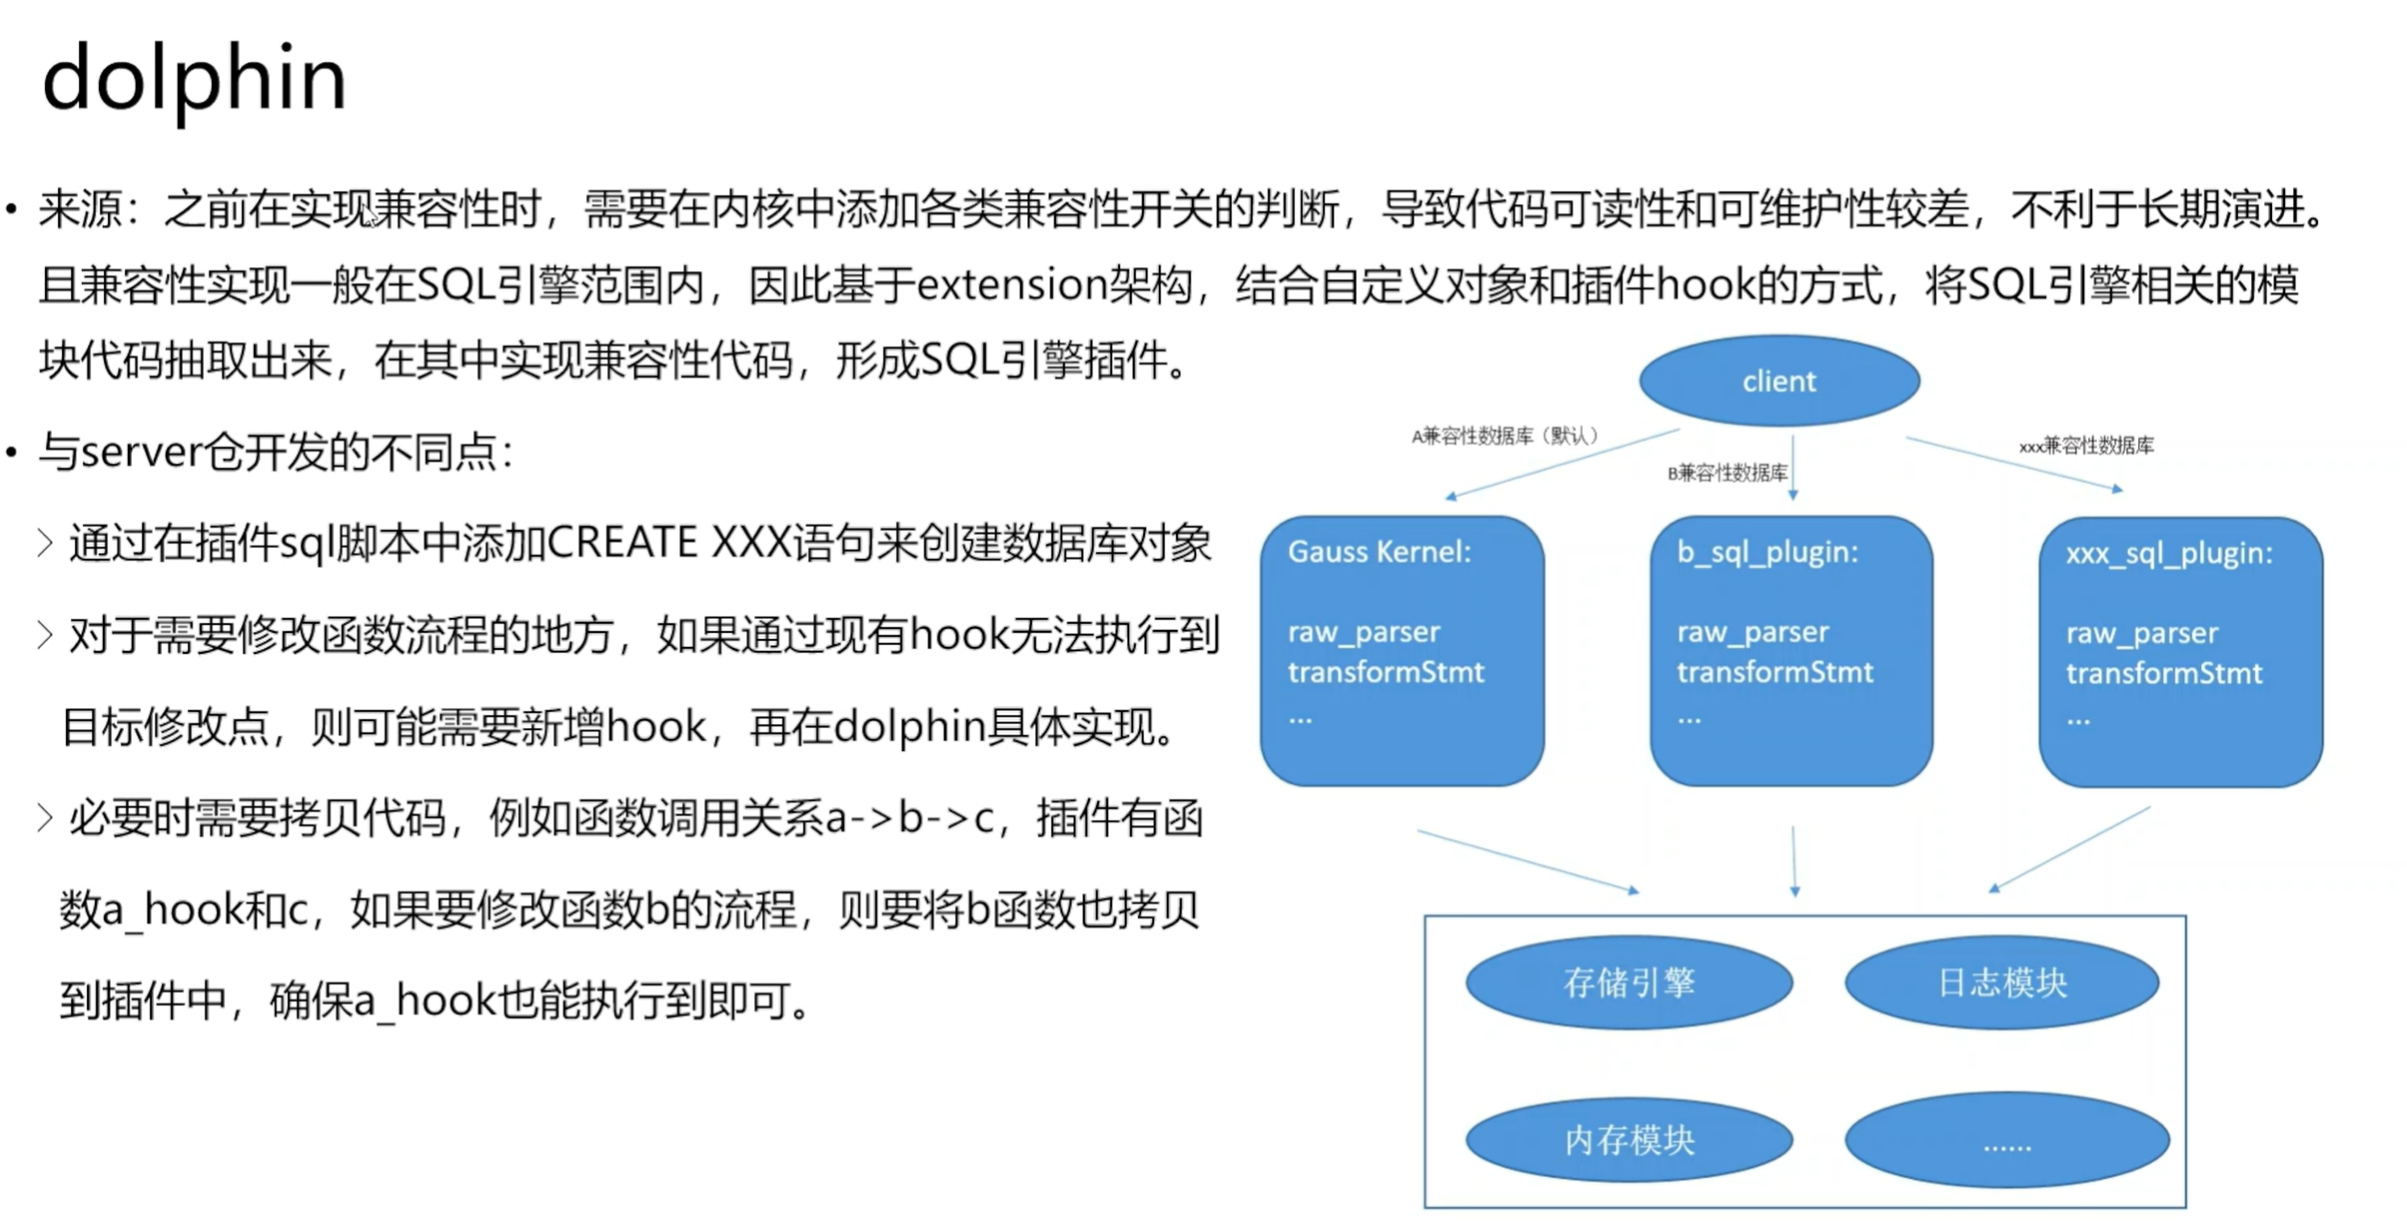 dolphin
• 来源：之前在实现兼容性时，需要在内核中添加各类兼容性开关的判断，导致代码可读性和可维护性较差，不利于长期演进。
且兼容性实现一般在SQL引擎范围内，因此基于extension架构，结合自定义对象和插件hook的方式，将SQL引擎相关的模
块代码抽取出来，在其中实现兼容性代码，形成SQL引擎插件。
• 与server仓开发的不同点：
> 通过在插件sql脚本中添加CREATE XXX语句来创建数据库对象
> 对于需要修改函数流程的地方，如果通过现有hook无法执行到
目标修改点，则可能需要新增hook，再在dolphin具体实现。
> 必要时需要拷贝代码，例如函数调用关系a->b->c，插件有函
数a_hook和c，如果要修改函数b的流程，则要将b函数也拷贝
到插件中，确保a_hook也能执行到即可。
client
A兼容性数据库（默认）
B兼容性数据库
xxx兼容性数据库
Gauss Kernel:
raw_parser
transformStmt
...
b_sql_plugin:
raw_parser
transformStmt
...
xxx_sql_plugin:
raw_parser
transformStmt
...
存储引擎
日志模块
内存模块
......